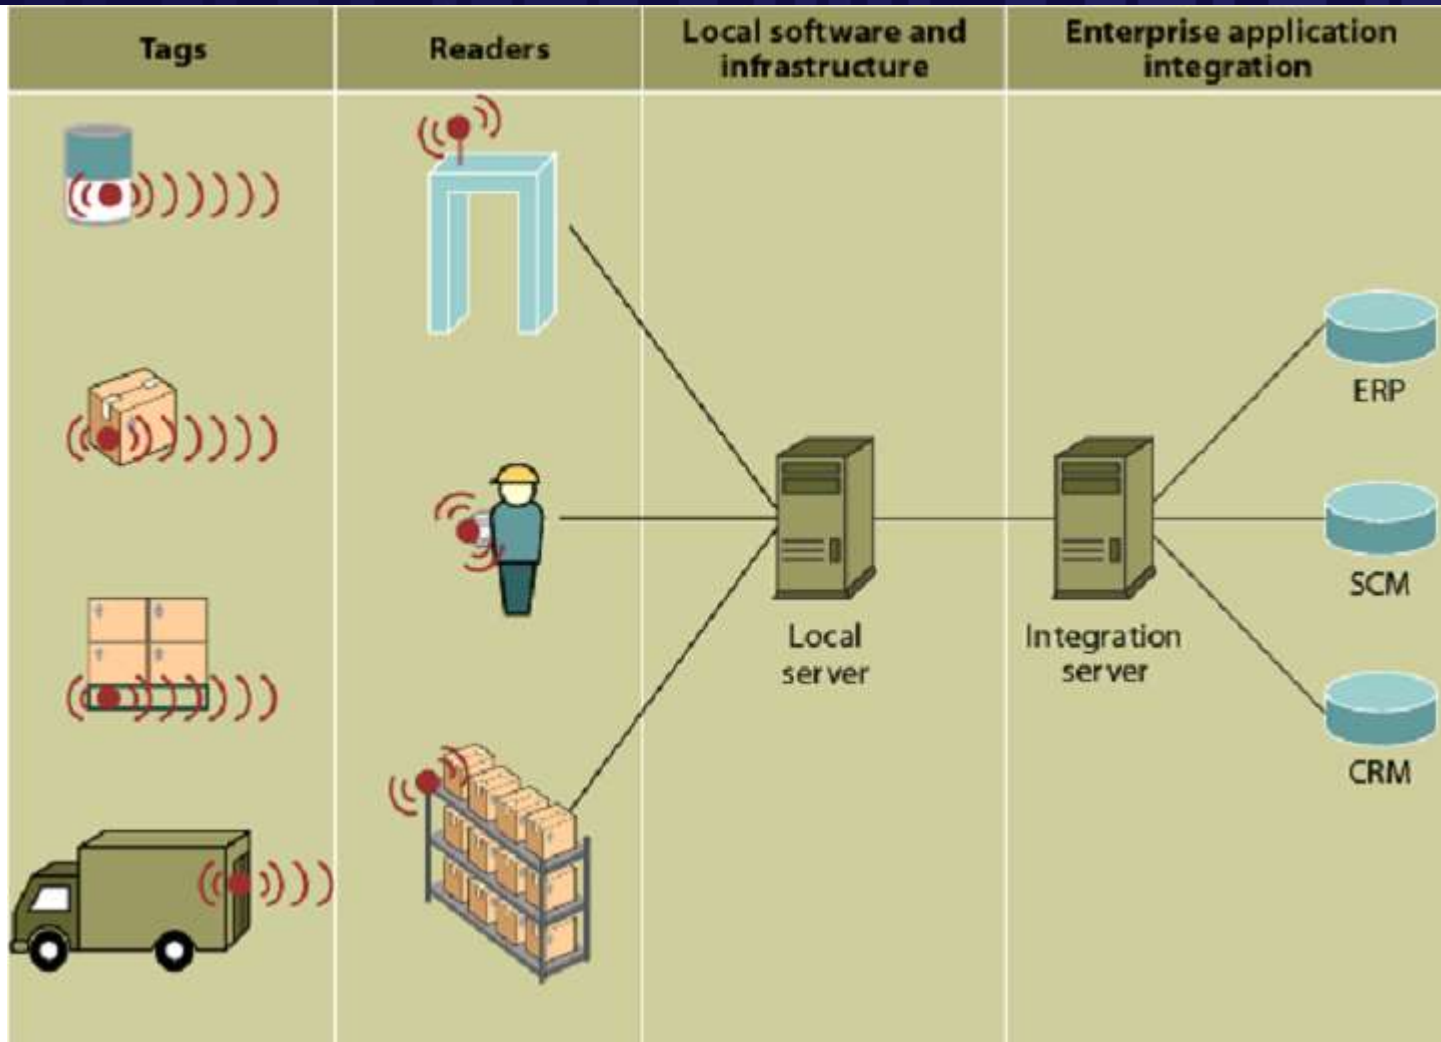 Tags
Readers
Local software and
infrastructure
Enterprise application
integration
ERP
SCM
CRM
Local
server
Integration
server